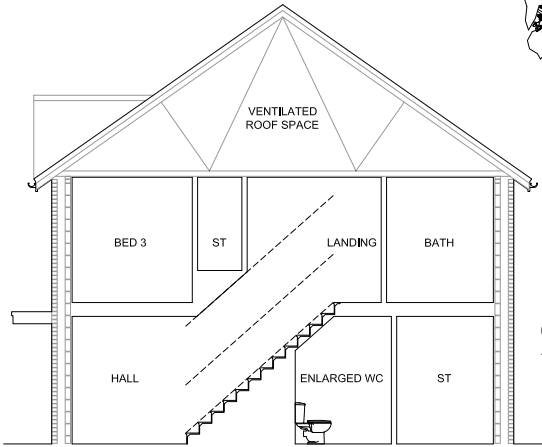 VENTILATED
ROOF SPACE
BED 3
ST
LANDING
BATH
HALL
ENLARGED WC
ST